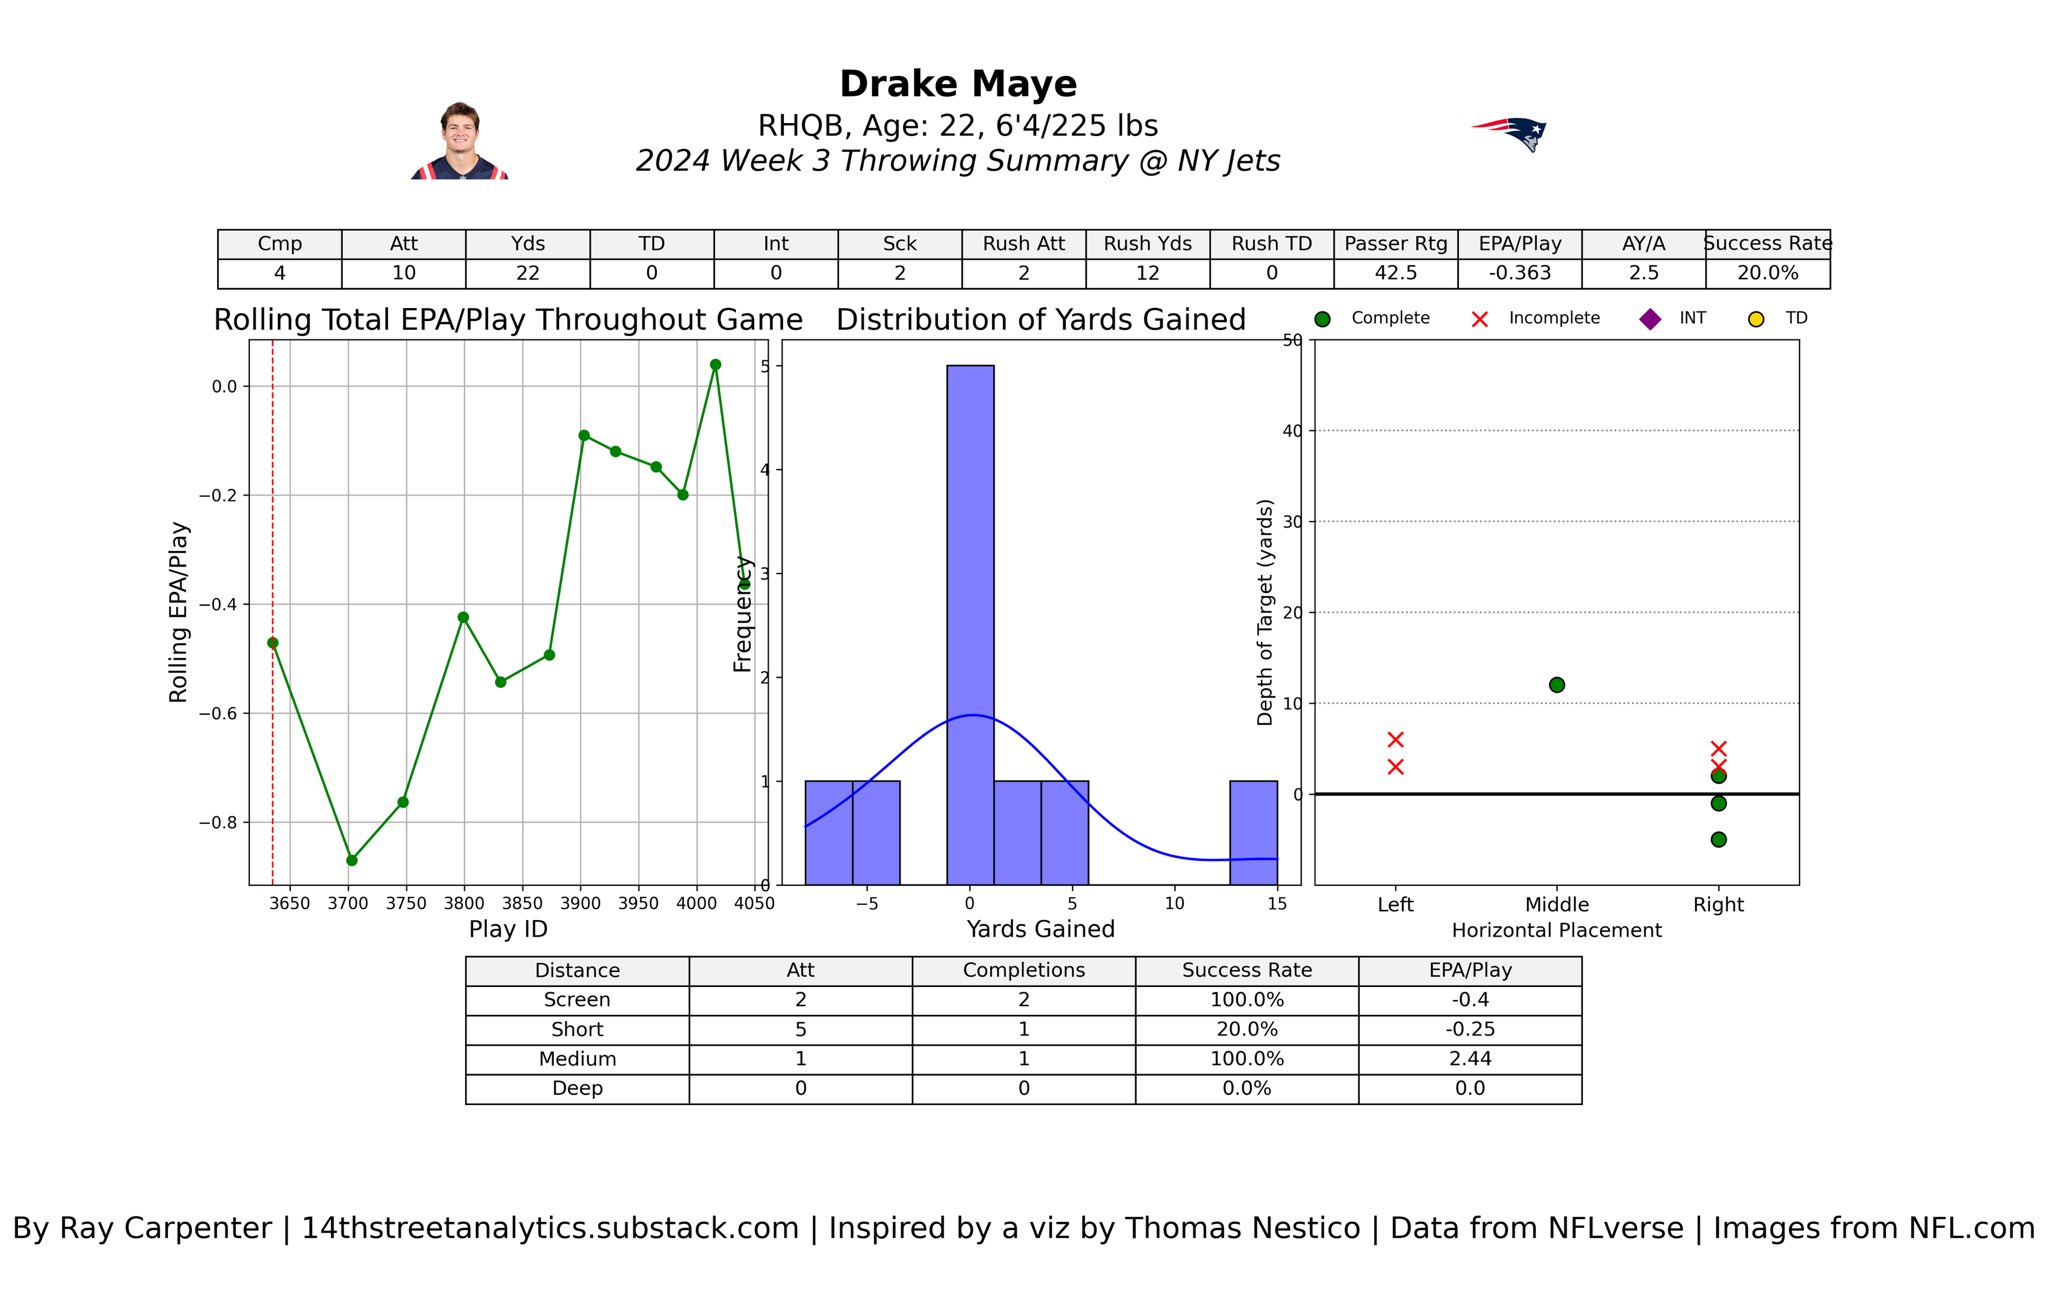 Drake Maye
RHQB, Age: 22, 6'4/225 lbs
2024 Week 3 Throwing Summary @ NY Jets
Cmp Att Yds TD Int Sck Rush Att Rush Yds Rush TD Passer Rtg EPA/Play AY/A Success Rate
4 10 22 0 0 2 2 12 0 42.5 -0.363 2.5 20.0%
Rolling Total EPA/Play Throughout Game
Rolling EPA/Play
0.0
−0.2
−0.4
−0.6
−0.8
3650 3700 3750 3800 3850 3900 3950 4000 4050
Play ID
Distribution of Yards Gained
Frequency
5
4
3
2
1
0
−5 0 5 10 15
Yards Gained
Complete Incomplete INT TD
Depth of Target (yards)
50
40
30
20
10
0
Left Middle Right
Horizontal Placement
Distance Att Completions Success Rate EPA/Play
Screen 2 2 100.0% -0.4
Short 5 1 20.0% -0.25
Medium 1 1 100.0% 2.44
Deep 0 0 0.0% 0.0
By Ray Carpenter | 14thstreetanalytics.substack.com | Inspired by a viz by Thomas Nestico | Data from NFLverse | Images from NFL.com